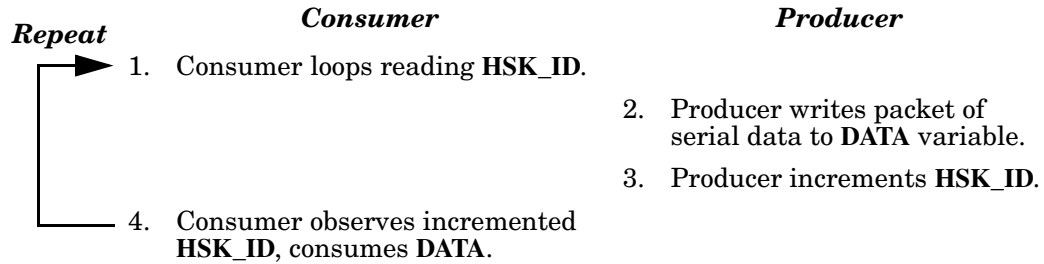 Consumer Producer
Repeat
1. Consumer loops reading HSK_ID.
2. Producer writes packet of
serial data to DATA variable.
3. Producer increments HSK_ID.
4. Consumer observes incremented
HSK_ID, consumes DATA.